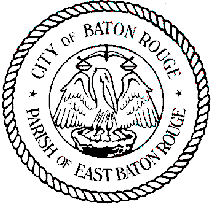 CITY OF BATON ROUGE
PARISH OF EAST BATON ROUGE